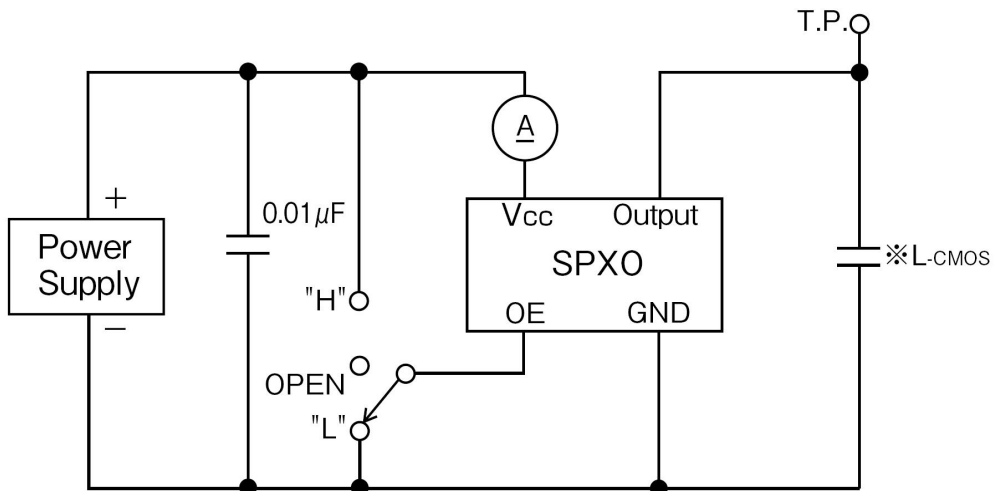 T.P.
A
+
0.01μF
Vcc Output
Power
Supply
SPXO
※L-CMOS
"H"
OE GND
−
OPEN
"L"